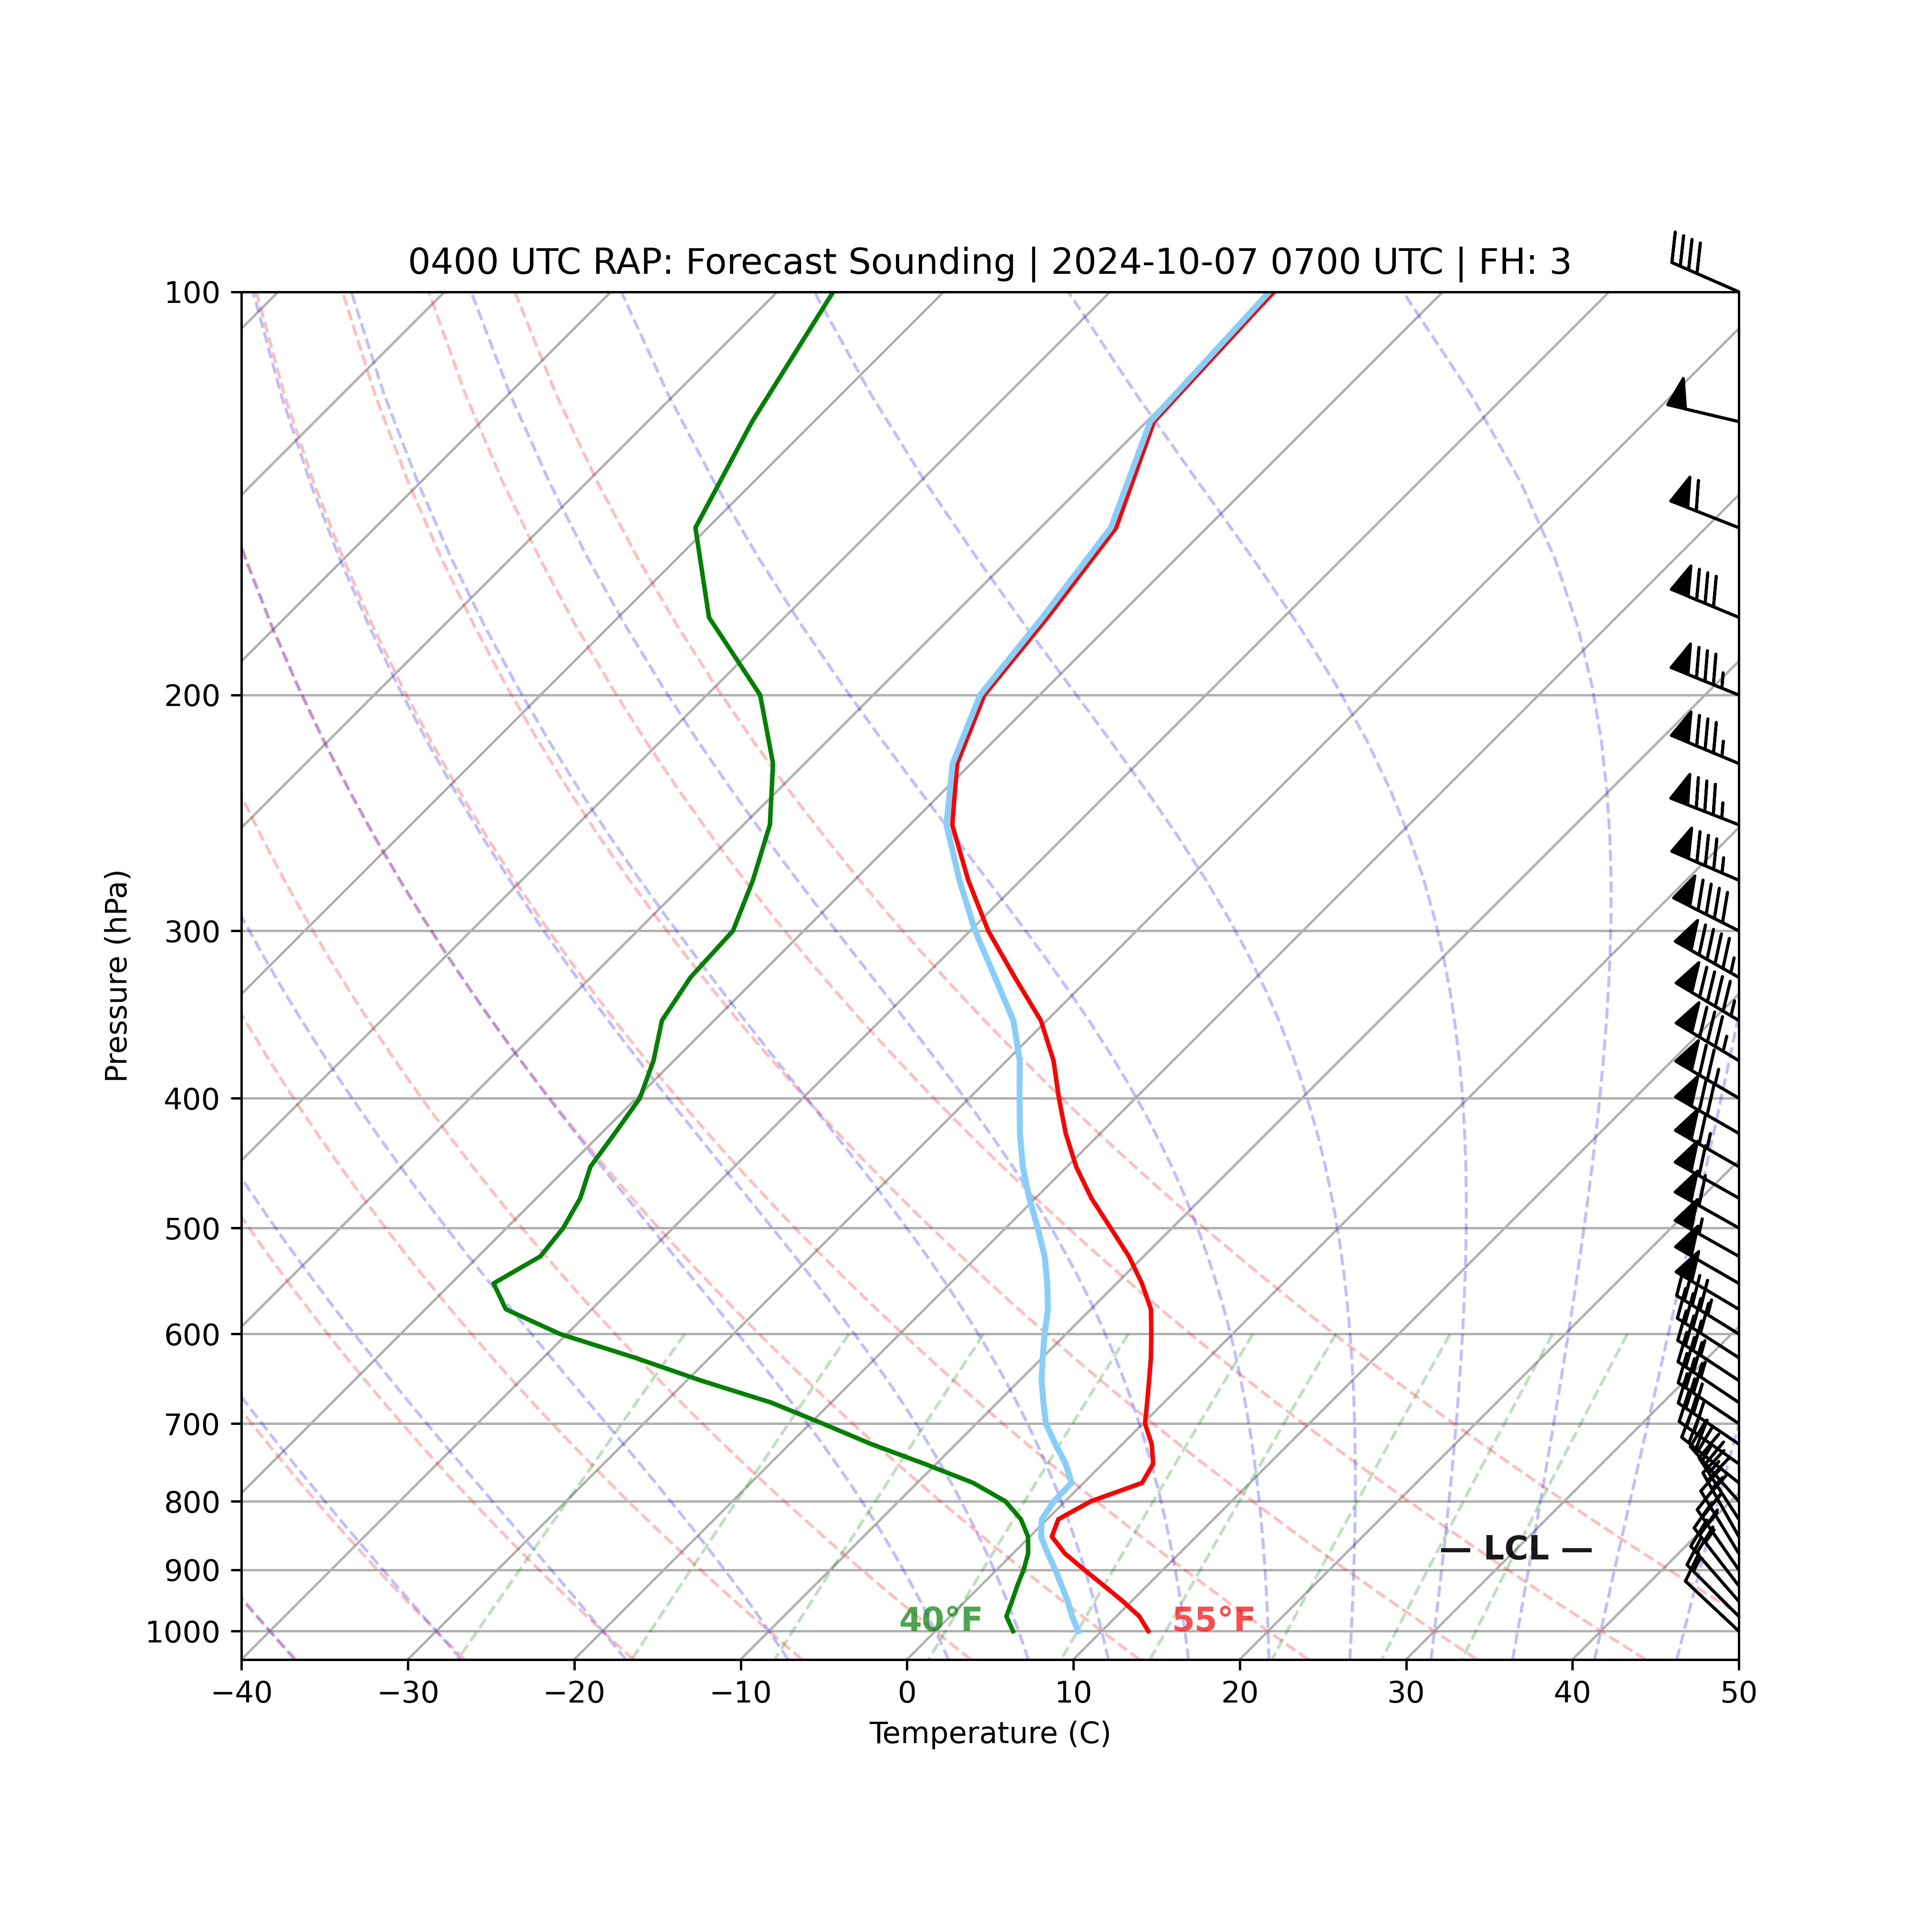 0400 UTC RAP: Forecast Sounding | 2024-10-07 0700 UTC | FH: 3
100
200
300
400
500
600
700
800
900
1000
Pressure (hPa)
— LCL —
40°F
55°F
−40 −30 −20 −10 0 10 20 30 40 50
Temperature (C)